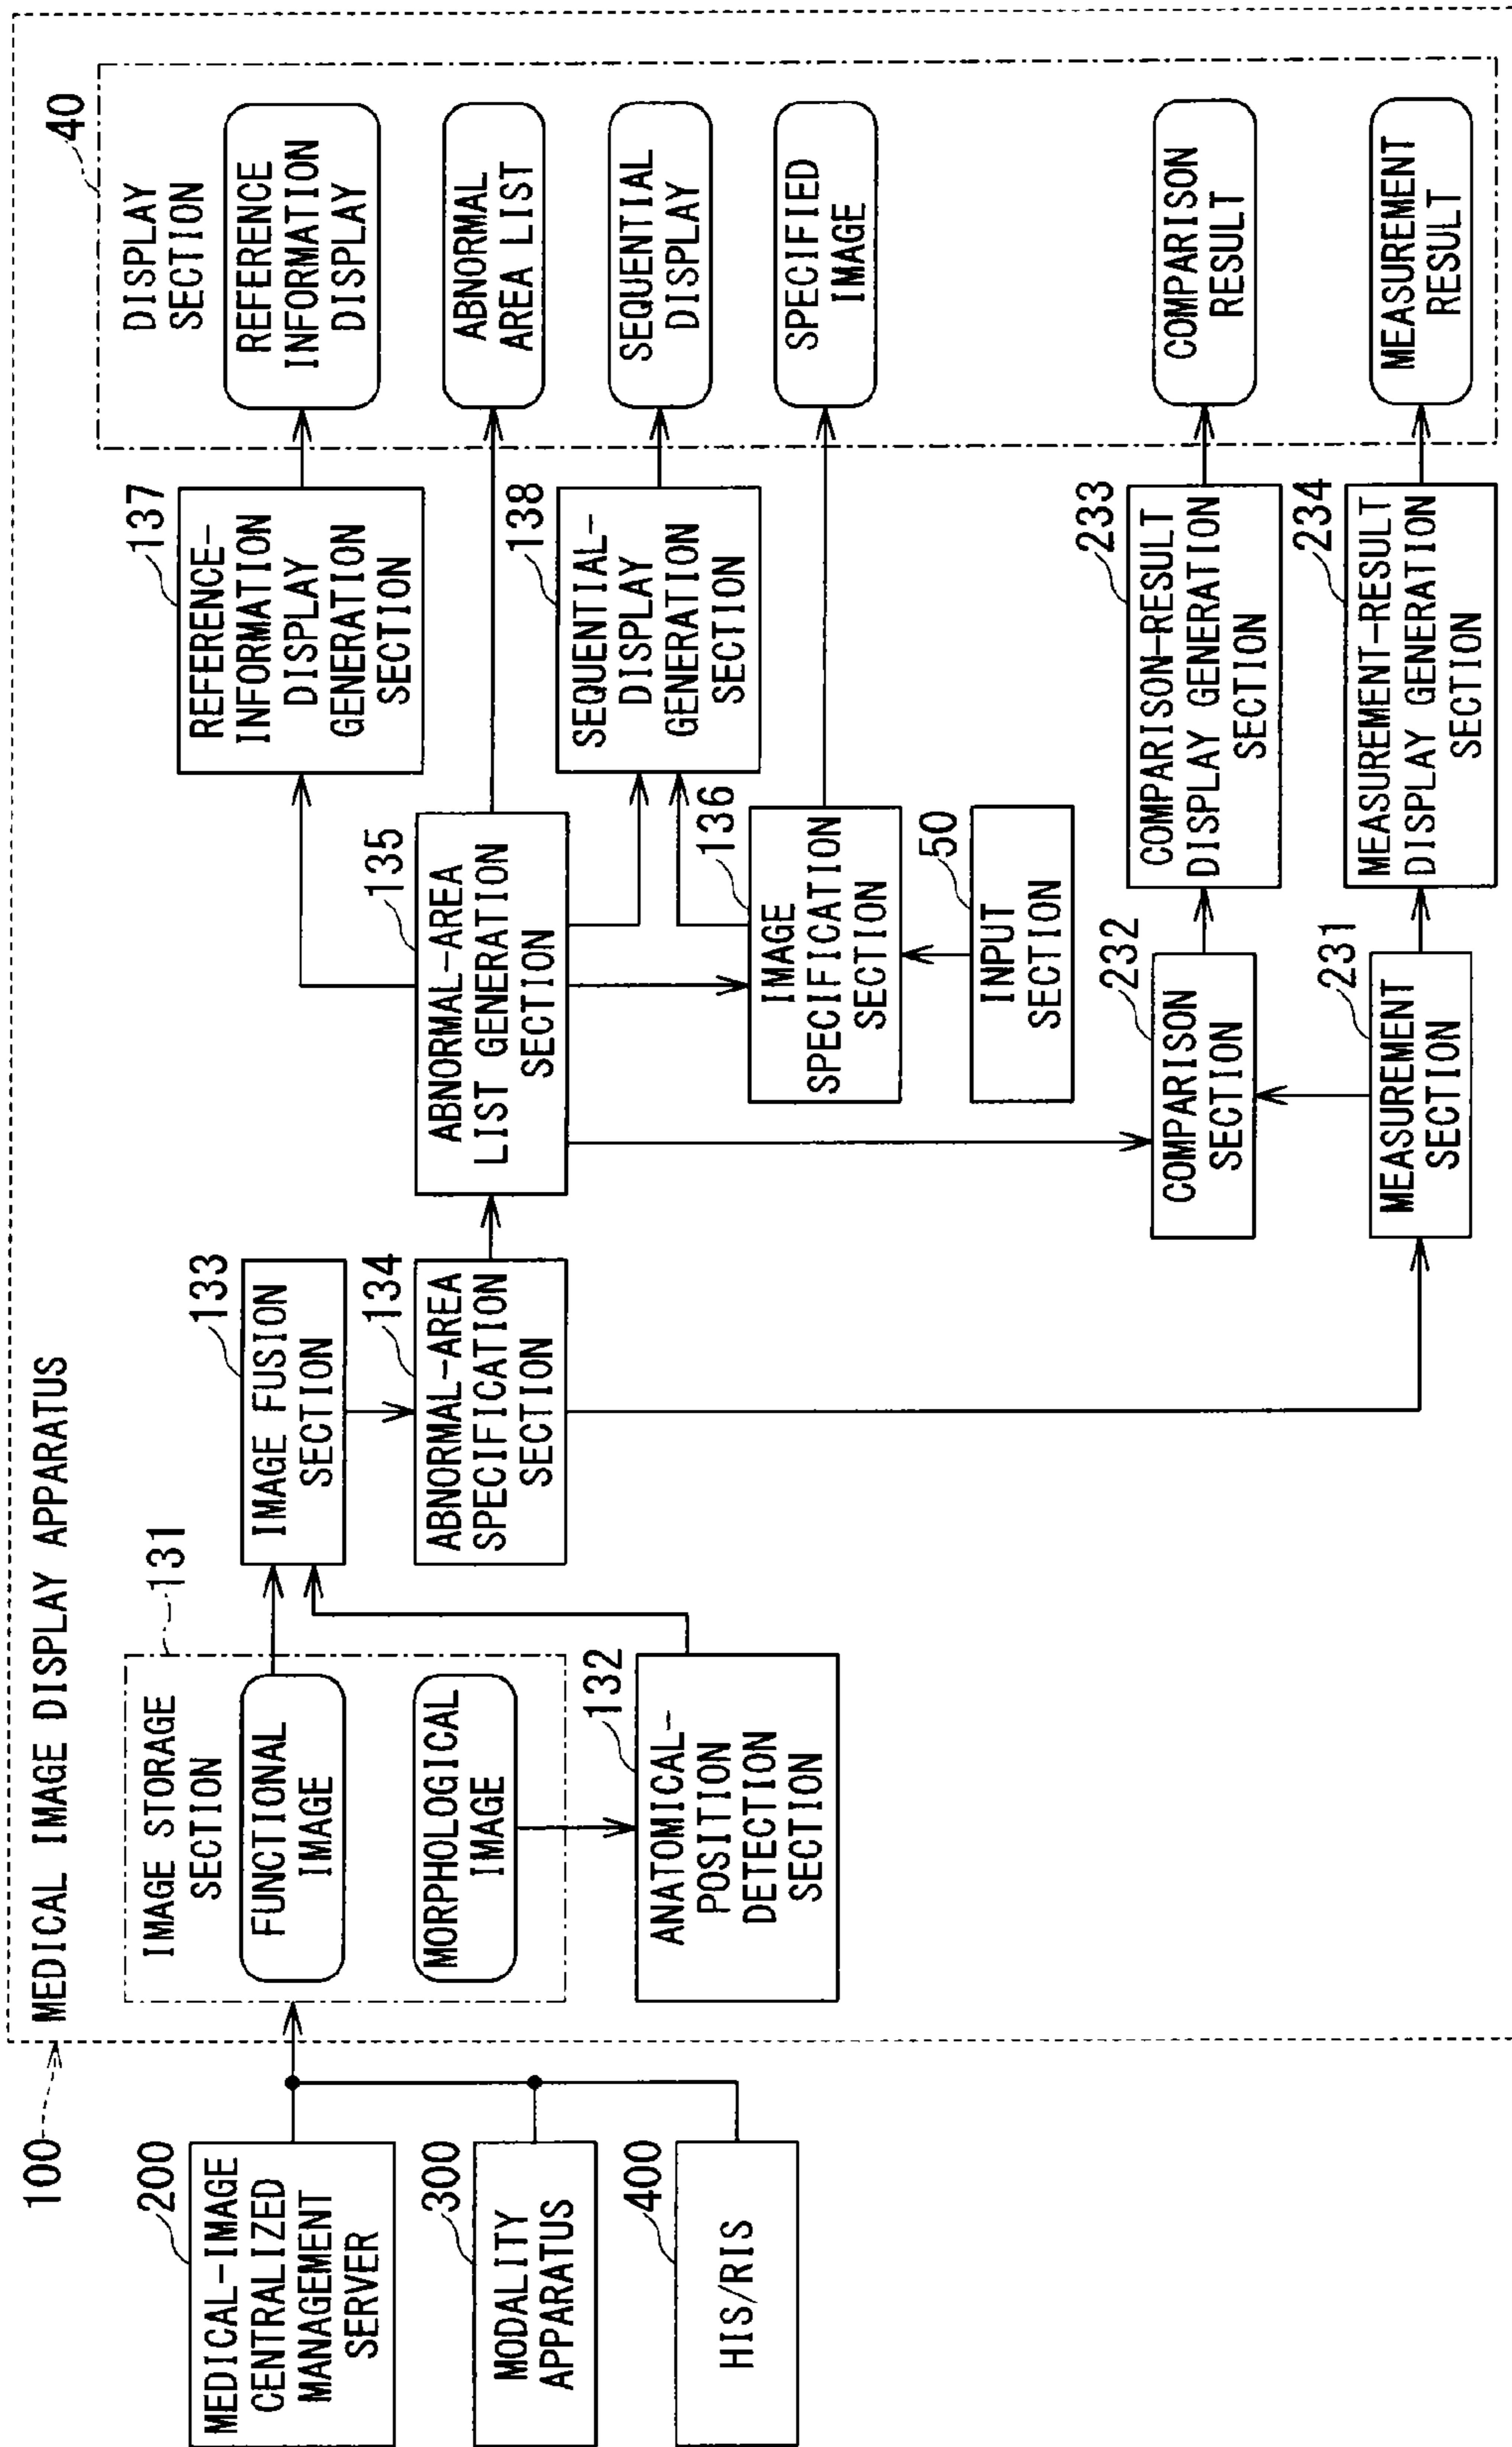 100
MEDICAL IMAGE DISPLAY APPARATUS
200
MEDICAL-IMAGE
CENTRALIZED
MANAGEMENT
SERVER
300
MODALITY
APPARATUS
400
HIS/RIS
IMAGE STORAGE
SECTION
131
FUNCTIONAL
IMAGE
MORPHOLOGICAL
IMAGE
132
ANATOMICAL-
POSITION
DETECTION
SECTION
133
IMAGE FUSION
SECTION
134
ABNORMAL-AREA
SPECIFICATION
SECTION
135
ABNORMAL-AREA
LIST GENERATION
SECTION
136
IMAGE
SPECIFICATION
SECTION
50
INPUT
SECTION
232
COMPARISON
SECTION
231
MEASUREMENT
SECTION
137
REFERENCE-
INFORMATION
DISPLAY
GENERATION
SECTION
138
SEQUENTIAL-
DISPLAY
GENERATION
SECTION
233
COMPARISON-RESULT
DISPLAY GENERATION
SECTION
234
MEASUREMENT-RESULT
DISPLAY GENERATION
SECTION
40
DISPLAY
SECTION
REFERENCE
INFORMATION
DISPLAY
ABNORMAL
AREA LIST
SEQUENTIAL
DISPLAY
SPECIFIED
IMAGE
COMPARISON
RESULT
MEASUREMENT
RESULT